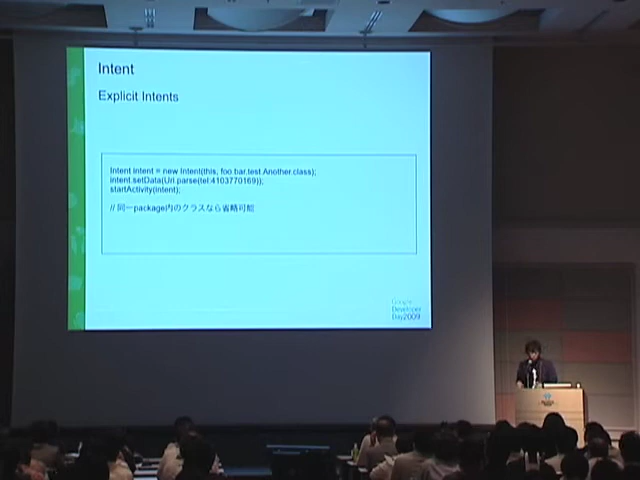 Intent
Explicit Intents
Intent intent = new Intent(this, foo.bar.test.Another.class);
intent.setData(Uri.parse(tel:4103770169));
startActivity(intent);
// 同一package内のクラスなら省略可能
Google
Developer
Day2009